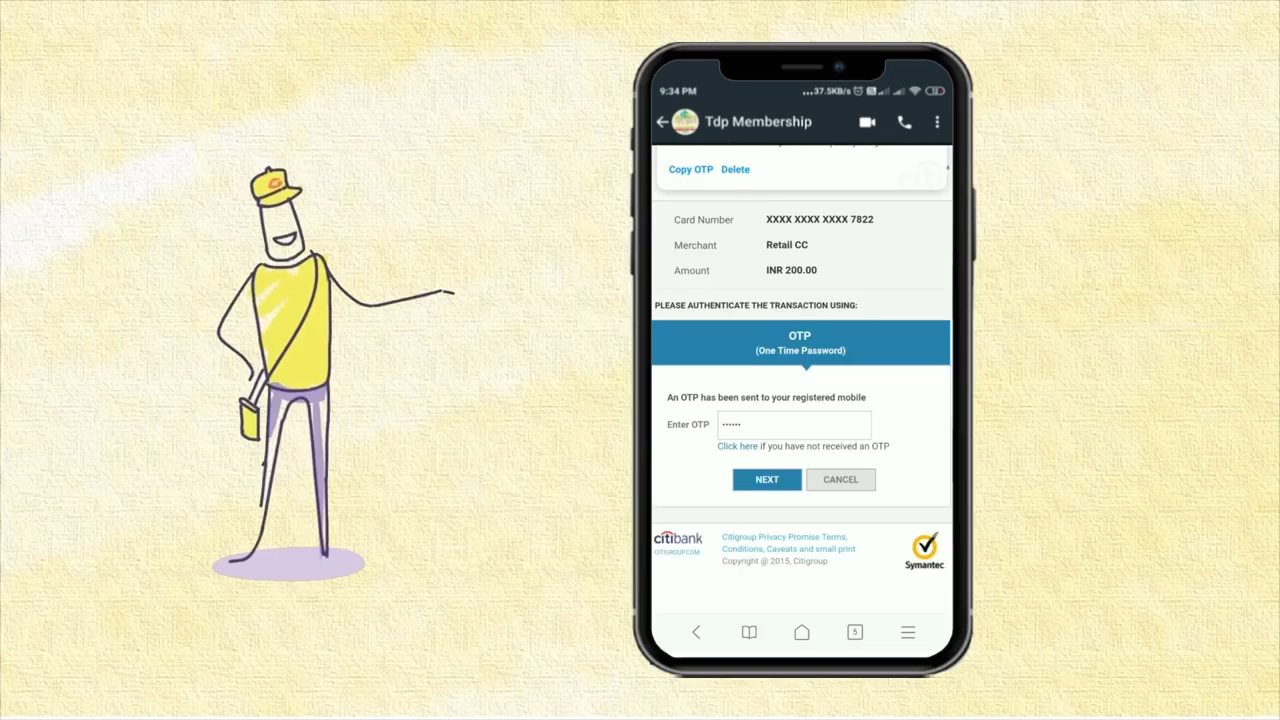 9:34 PM
...37.5KB/s
Tdp Membership
Copy OTP Delete
Card Number XXXX XXXX XXXX 7822
Merchant Retail CC
Amount INR 200.00
PLEASE AUTHENTICATE THE TRANSACTION USING:
OTP
(One Time Password)
An OTP has been sent to your registered mobile
Enter OTP ······
Click here if you have not received an OTP
NEXT CANCEL
citibank
CITIGROUP.COM
Citigroup Privacy Promise Terms,
Conditions, Caveats and small print
Copyright @ 2015, Citigroup
Symantec
5